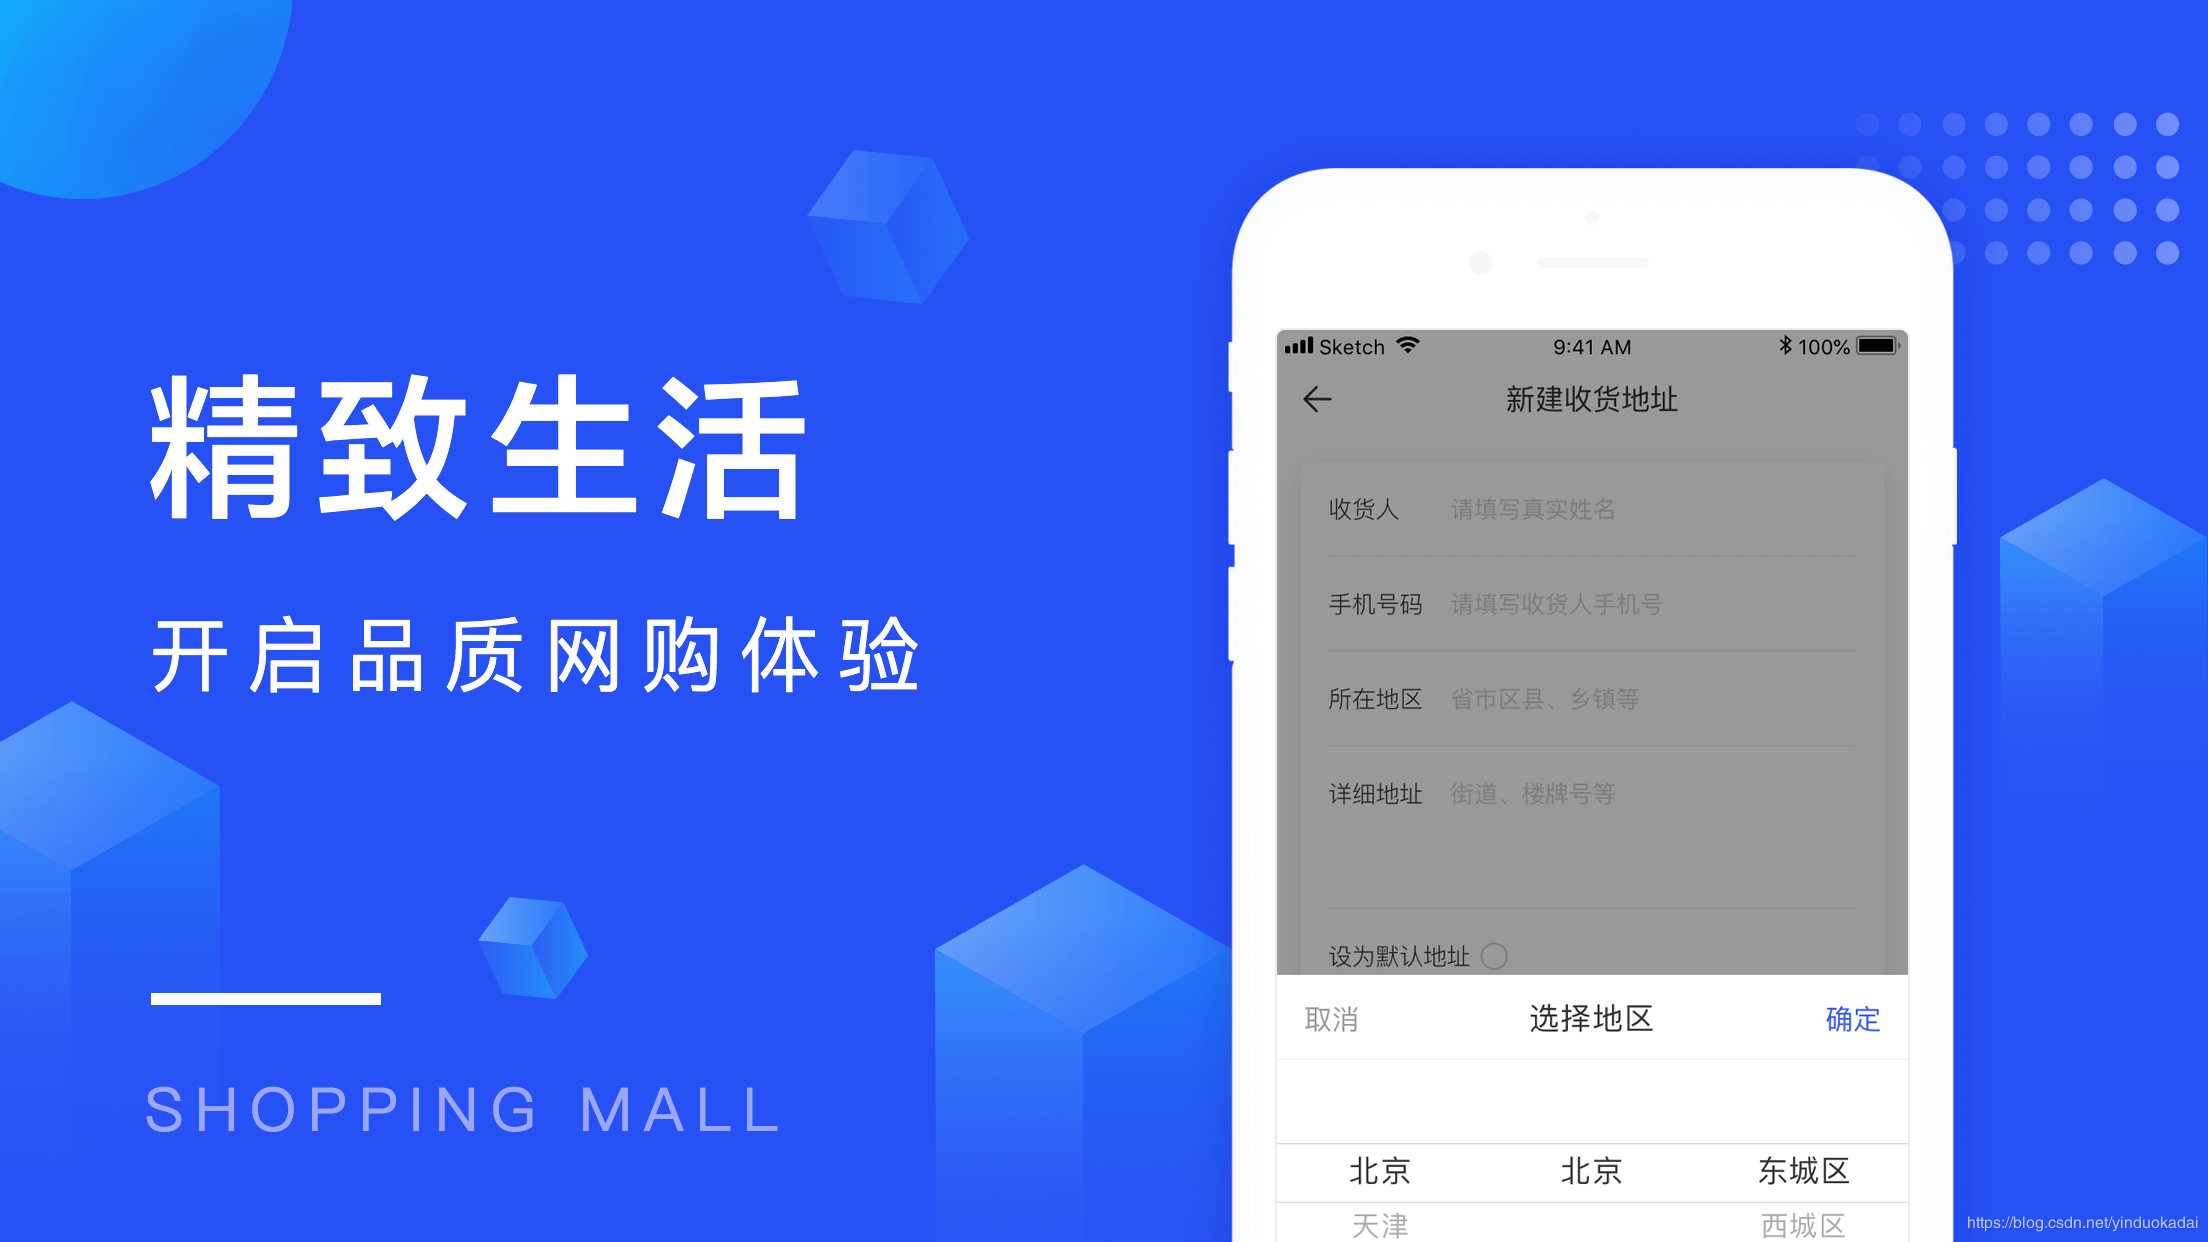 精致生活
开启品质网购体验
SHOPPING MALL
Sketch 9:41 AM 100%
新建收货地址
收货人 请填写真实姓名
手机号码 请填写收货人手机号
所在地区 省市区县、乡镇等
详细地址 街道、楼牌号等
设为默认地址
取消 选择地区 确定
北京 北京 东城区
天津 西城区
https://blog.csdn.net/yinduokadai